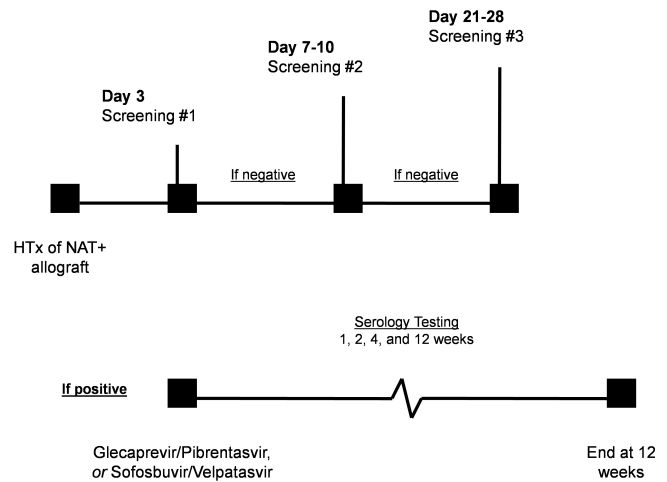 Day 21-28
Screening #3
Day 7-10
Screening #2
Day 3
Screening #1
If negative
If negative
HTx of NAT+
allograft
Serology Testing
1, 2, 4, and 12 weeks
If positive
Glecaprevir/Pibrentasvir,
or Sofosbuvir/Velpatasvir
End at 12
weeks